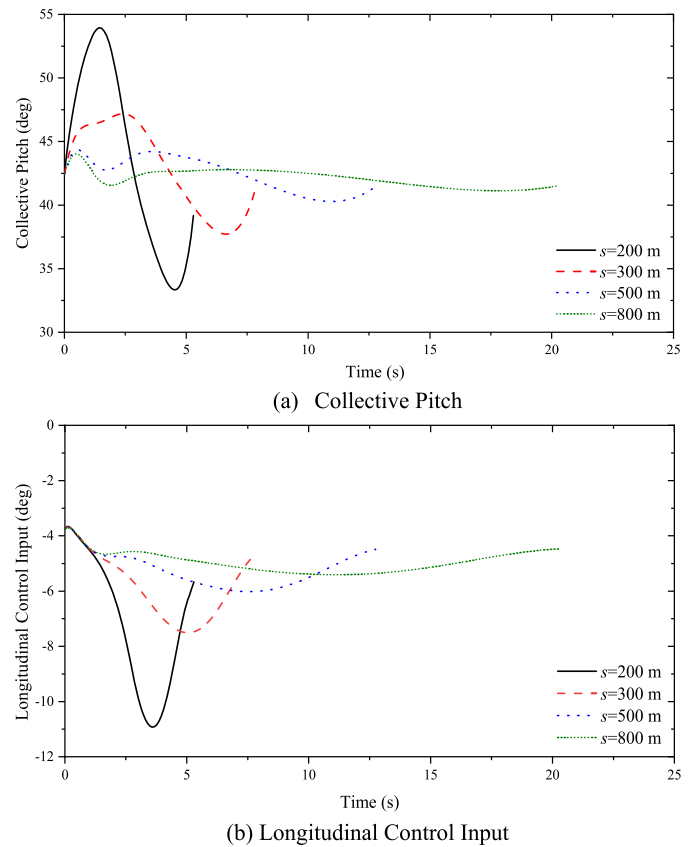 55
50
45
40
35
30
Collective Pitch (deg)
s=200 m
s=300 m
s=500 m
s=800 m
0 5 10 15 20 25
Time (s)
(a) Collective Pitch
0
-2
-4
-6
-8
-10
-12
Longitudinal Control Input (deg)
s=200 m
s=300 m
s=500 m
s=800 m
0 5 10 15 20 25
Time (s)
(b) Longitudinal Control Input